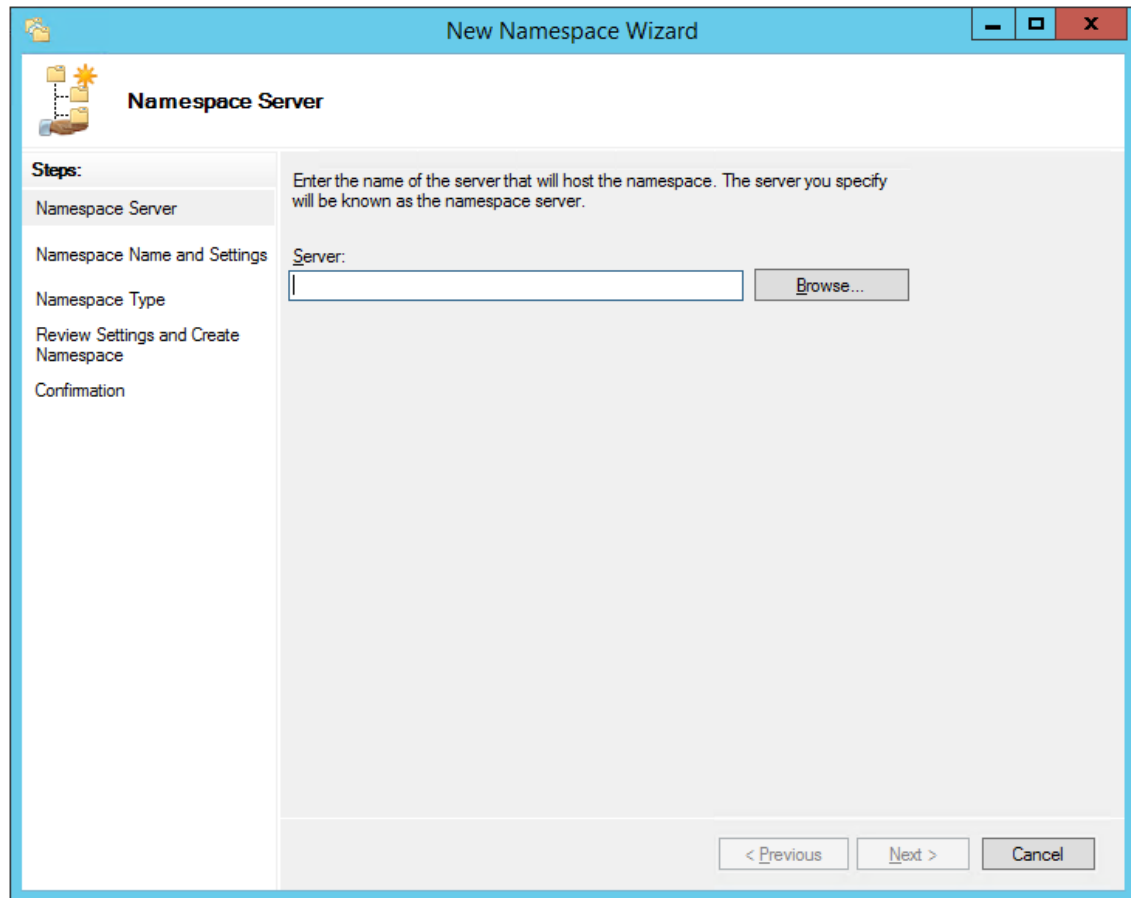 New Namespace Wizard
Namespace Server
Steps:
Namespace Server
Namespace Name and Settings
Namespace Type
Review Settings and Create
Namespace
Confirmation
Enter the name of the server that will host the namespace. The server you specify
will be known as the namespace server.
Server:
Browse...
< Previous
Next >
Cancel